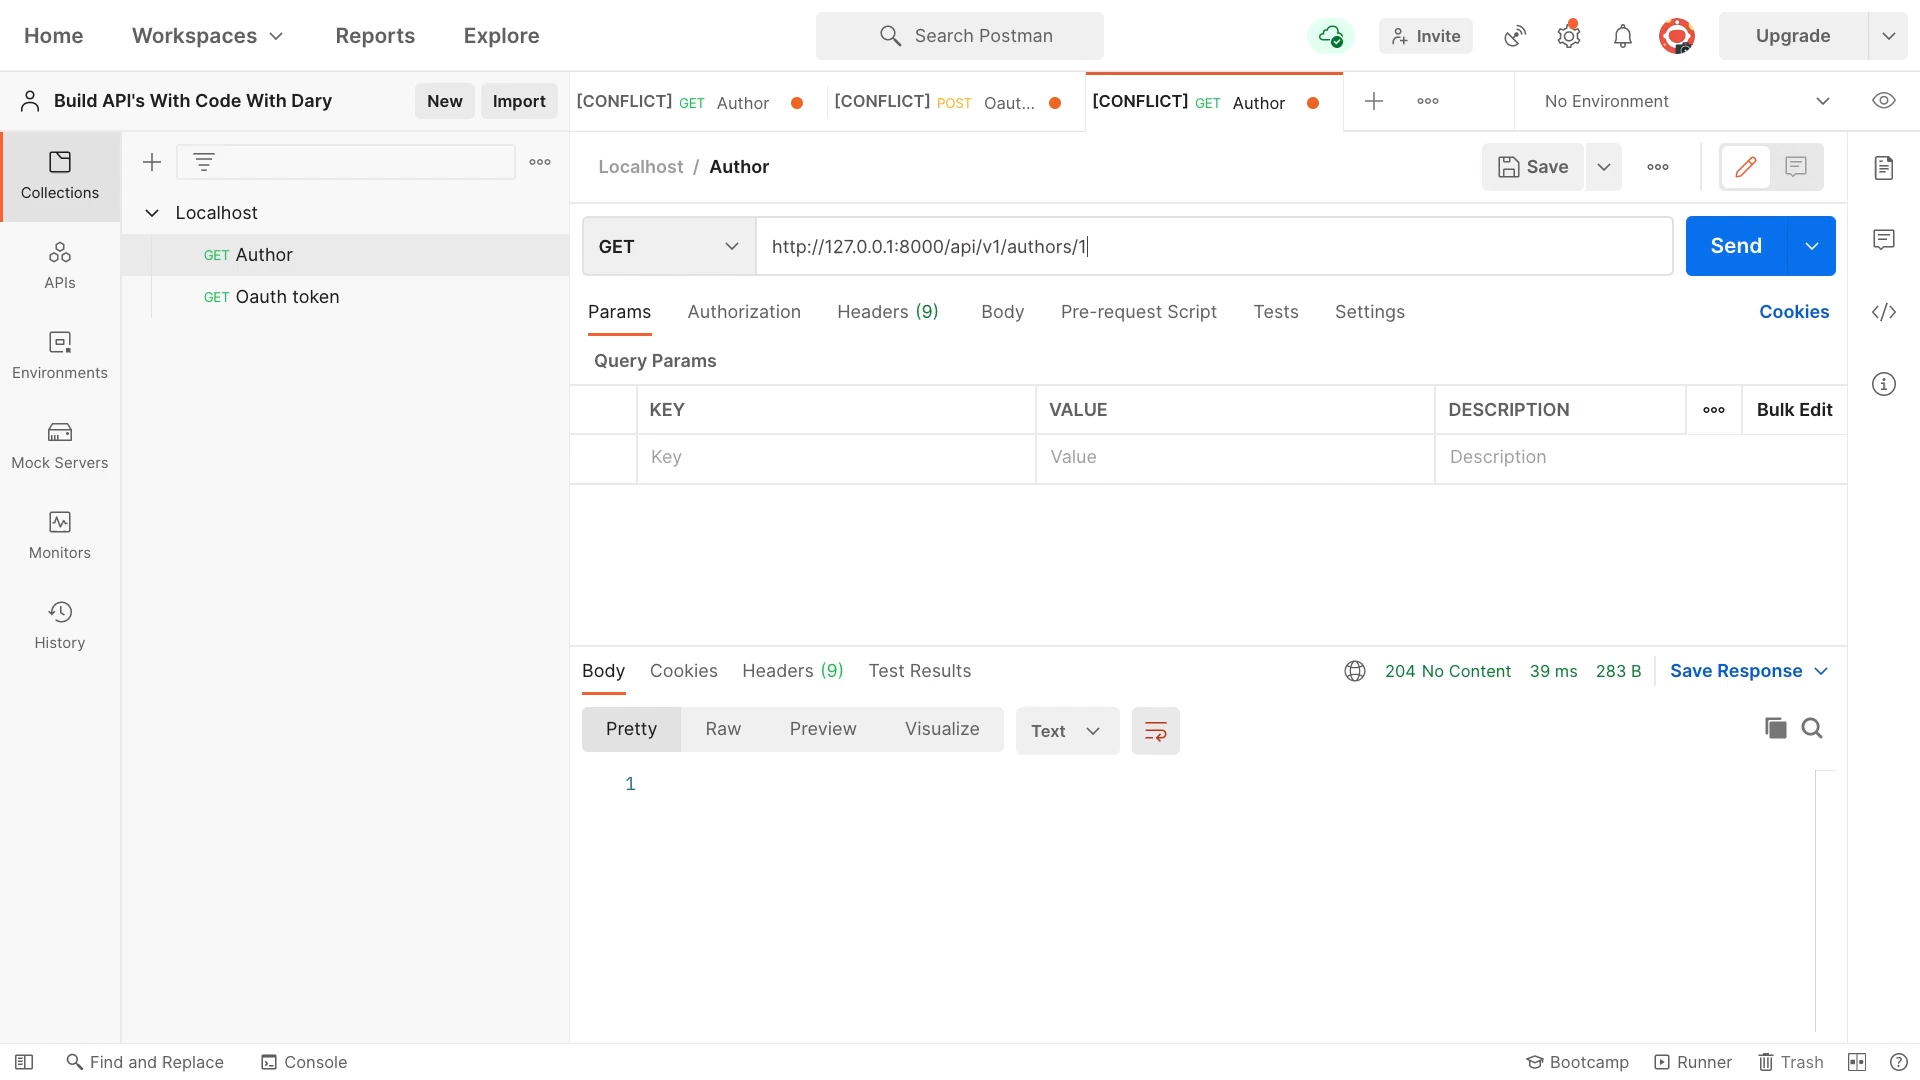 Home Workspaces Reports Explore Search Postman Invite Upgrade
Build API's With Code With Dary New Import [CONFLICT] GET Author [CONFLICT] POST Oaut... [CONFLICT] GET Author No Environment
Collections
APIs
Environments
Mock Servers
Monitors
History
Localhost
GET Author
GET Oauth token
Localhost / Author Save
GET http://127.0.0.1:8000/api/v1/authors/1 Send
Params Authorization Headers (9) Body Pre-request Script Tests Settings Cookies
Query Params
KEY VALUE DESCRIPTION Bulk Edit
Key Value Description
Body Cookies Headers (9) Test Results 204 No Content 39 ms 283 B Save Response
Pretty Raw Preview Visualize Text
1
Find and Replace Console Bootcamp Runner Trash